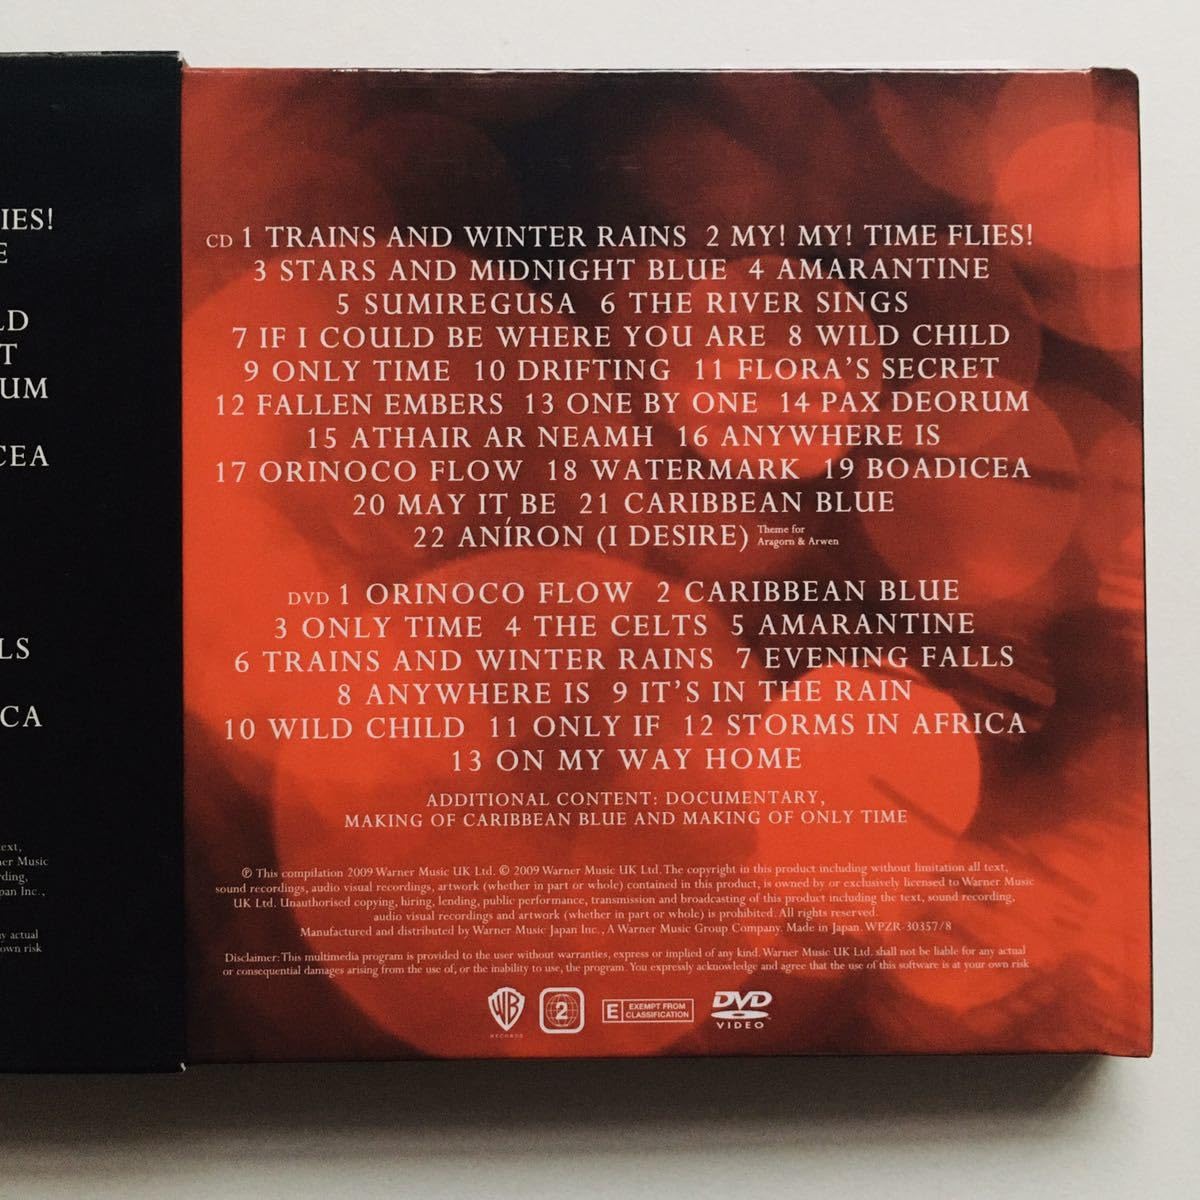 IES!
E
LD
T
UM
CEA
LS
CA
ext,
er Music
rding,
pan Inc.,
y actual
own risk
CD 1 TRAINS AND WINTER RAINS 2 MY! MY! TIME FLIES!
3 STARS AND MIDNIGHT BLUE 4 AMARANTINE
5 SUMIREGUSA 6 THE RIVER SINGS
7 IF I COULD BE WHERE YOU ARE 8 WILD CHILD
9 ONLY TIME 10 DRIFTING 11 FLORA'S SECRET
12 FALLEN EMBERS 13 ONE BY ONE 14 PAX DEORUM
15 ATHAIR AR NEAMH 16 ANYWHERE IS
17 ORINOCO FLOW 18 WATERMARK 19 BOADICEA
20 MAY IT BE 21 CARIBBEAN BLUE
22 ANÍRON (I DESIRE) Theme for
Aragorn & Arwen
DVD 1 ORINOCO FLOW 2 CARIBBEAN BLUE
3 ONLY TIME 4 THE CELTS 5 AMARANTINE
6 TRAINS AND WINTER RAINS 7 EVENING FALLS
8 ANYWHERE IS 9 IT'S IN THE RAIN
10 WILD CHILD 11 ONLY IF 12 STORMS IN AFRICA
13 ON MY WAY HOME
ADDITIONAL CONTENT: DOCUMENTARY,
MAKING OF CARIBBEAN BLUE AND MAKING OF ONLY TIME
℗ This compilation 2009 Warner Music UK Ltd. © 2009 Warner Music UK Ltd. The copyright in this product including without limitation all text,
sound recordings, audio visual recordings, artwork (whether in part or whole) contained in this product, is owned by or exclusively licensed to Warner Music
UK Ltd. Unauthorised copying, hiring, lending, public performance, transmission and broadcasting of this product including the text, sound recording,
audio visual recordings and artwork (whether in part or whole) is prohibited. All rights reserved.
Manufactured and distributed by Warner Music Japan Inc., A Warner Music Group Company. Made in Japan. WPZR-30357/8
Disclaimer: This multimedia program is provided to the user without warranties, express or implied of any kind. Warner Music UK Ltd. shall not be liable for any actual
or consequential damages arising from the use of, or the inability to use, the program. You expressly acknowledge and agree that the use of this software is at your own risk
WB
RECORDS
2
E EXEMPT FROM
CLASSIFICATION
DVD
VIDEO